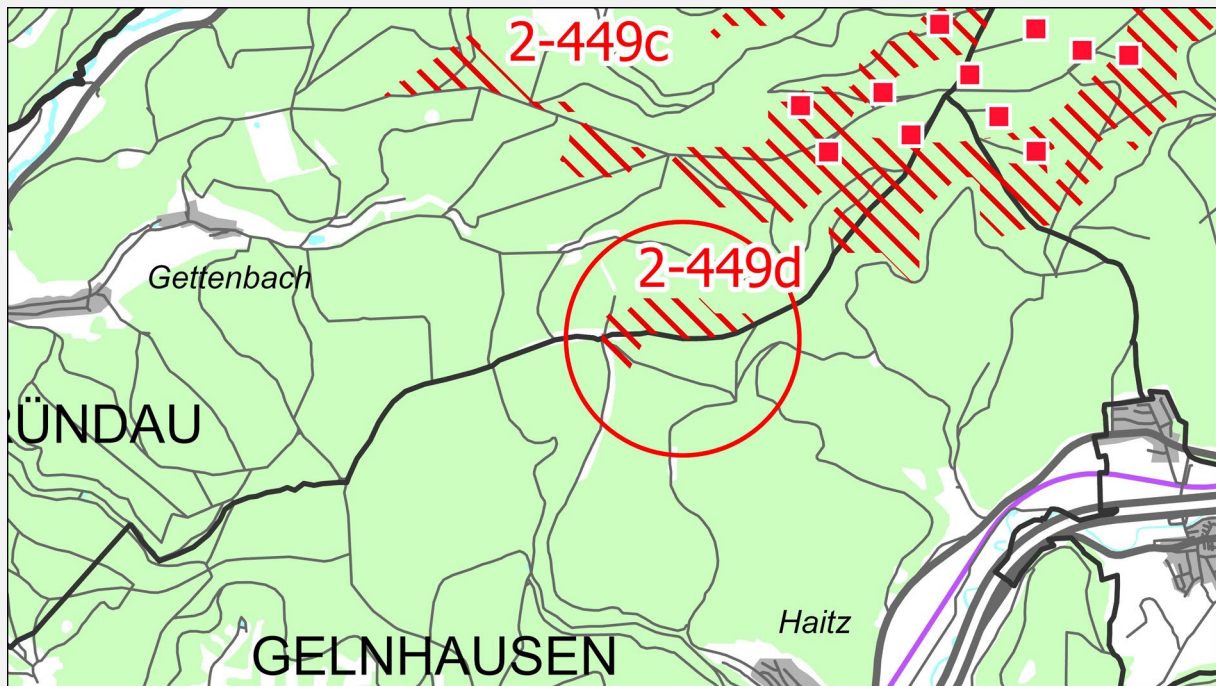 2-449c
2-449d
Gettenbach
RÜNDAU
Haitz
GELNHAUSEN